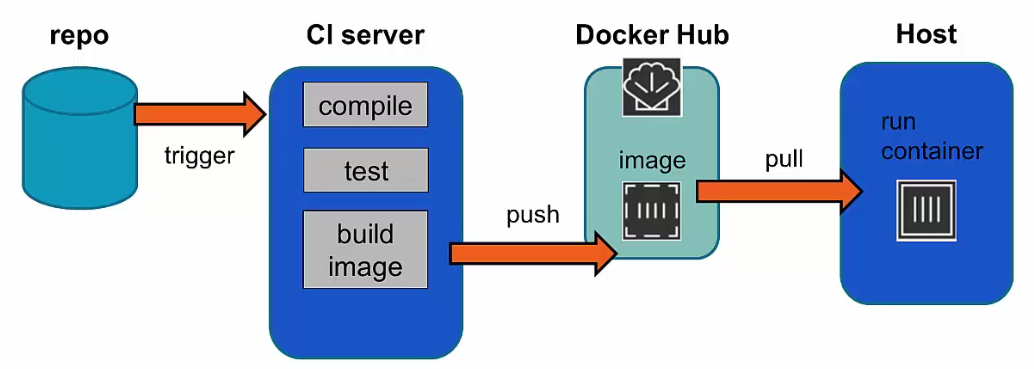 repo
CI server
Docker Hub
Host
compile
trigger
test
build
image
push
image
pull
run
container